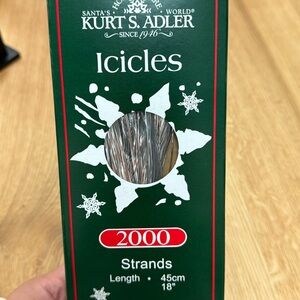 SANTA'S WORLD®
KURT S. ADLER
SINCE 1946
Icicles
2000
Strands
Length • 45cm
18"